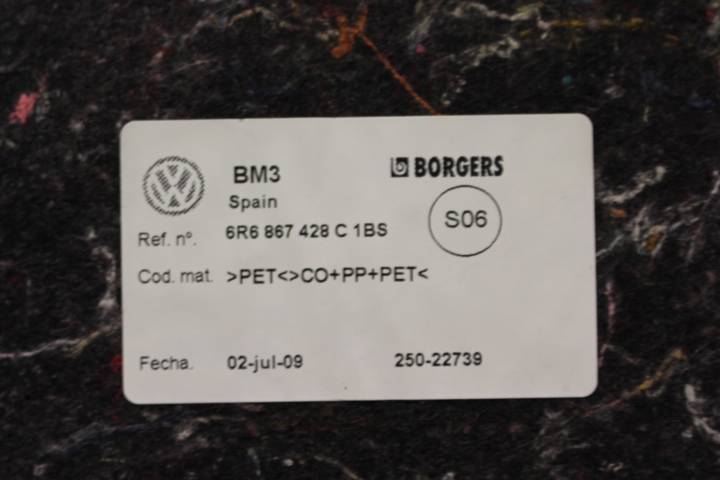 BM3 BORGERS
Spain S06
Ref. nº. 6R6 867 428 C 1BS
Cod. mat. >PET<>CO+PP+PET<
Fecha. 02-jul-09 250-22739